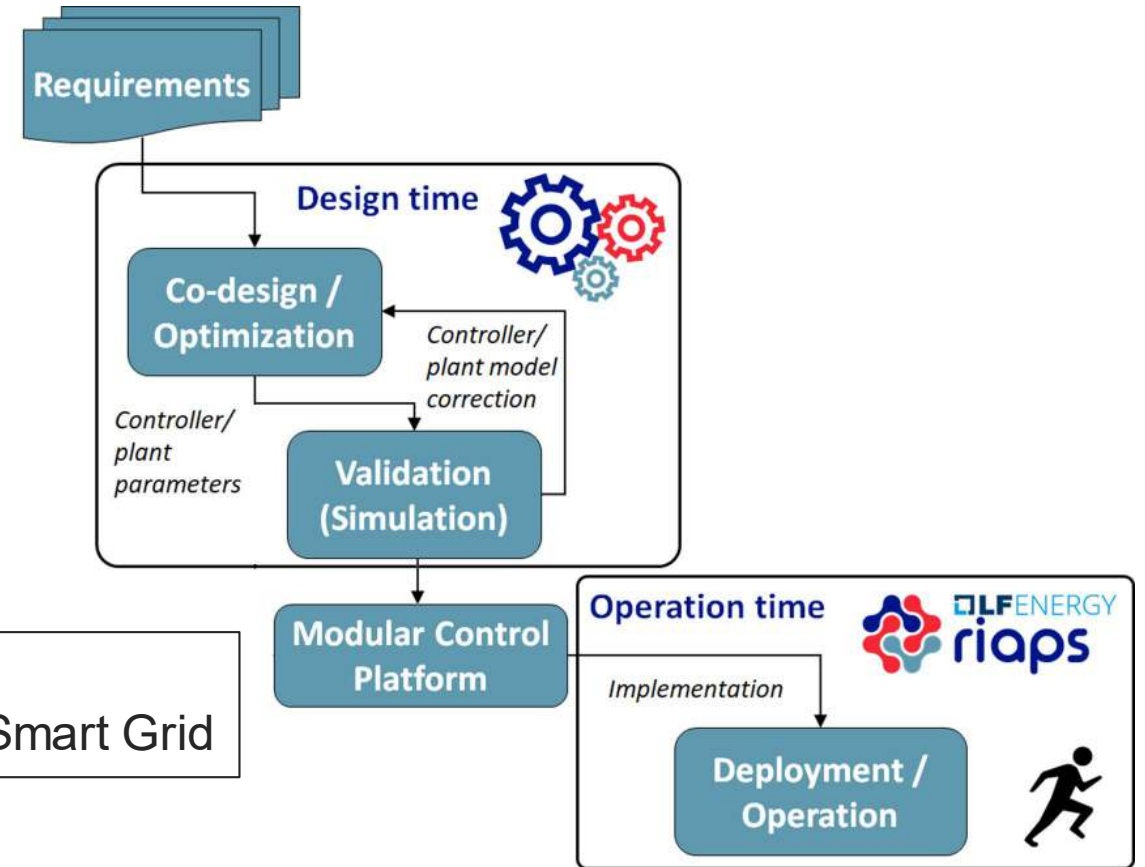 Requirements
Design time
Co-design /
Optimization
Controller/
plant model
correction
Controller/
plant
parameters
Validation
(Simulation)
Modular Control
Platform
Smart Grid
Operation time
LFENERGY
riaps
Implementation
Deployment /
Operation